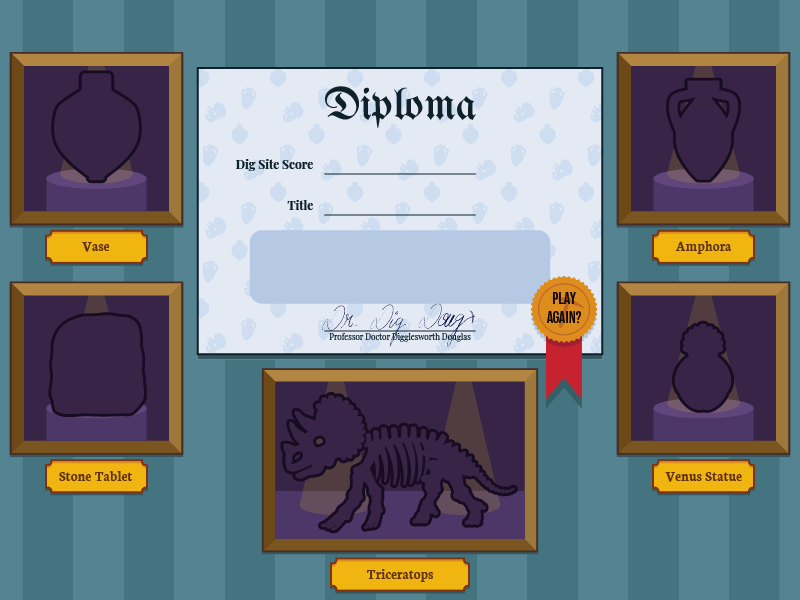 Diploma
Dig Site Score
Title
Dr. Dig Dougs
Professor Doctor Digglesworth Douglas
PLAY
AGAIN?
Vase
Amphora
Stone Tablet
Venus Statue
Triceratops